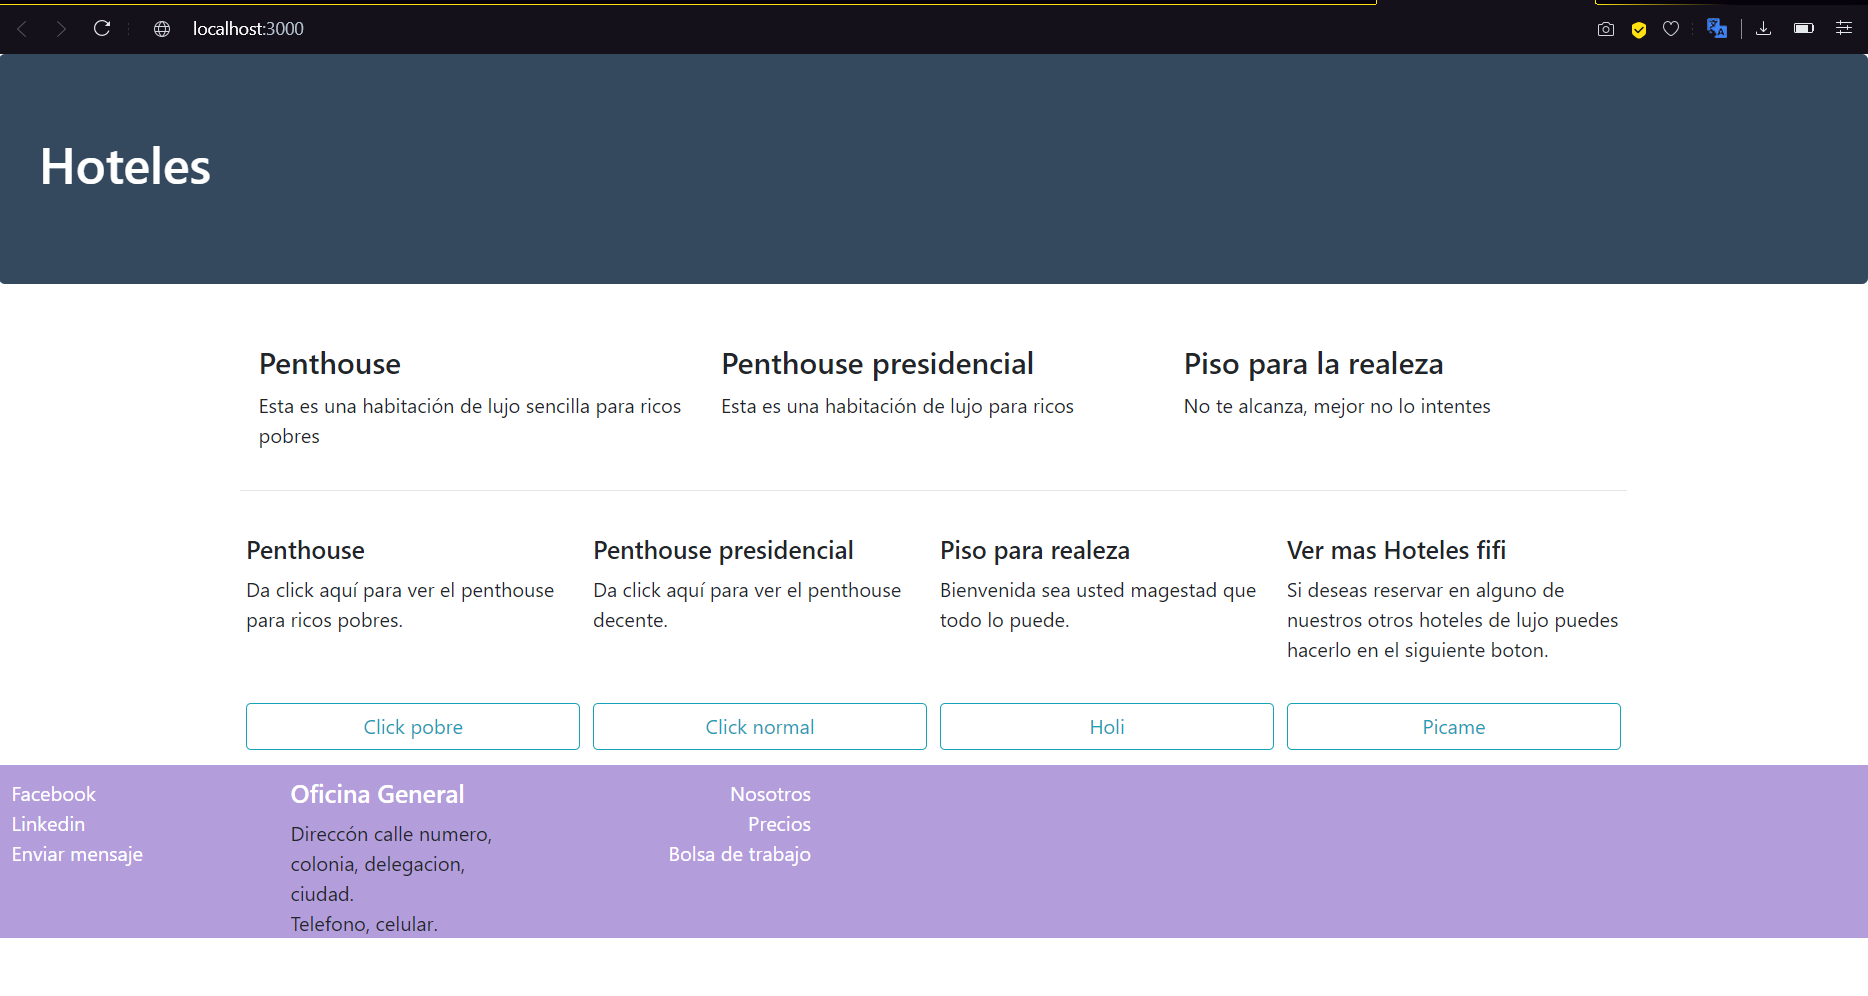 localhost:3000
Hoteles
Penthouse
Esta es una habitación de lujo sencilla para ricos
pobres
Penthouse presidencial
Esta es una habitación de lujo para ricos
Piso para la realeza
No te alcanza, mejor no lo intentes
Penthouse
Da click aquí para ver el penthouse
para ricos pobres.
Click pobre
Penthouse presidencial
Da click aquí para ver el penthouse
decente.
Click normal
Piso para realeza
Bienvenida sea usted magestad que
todo lo puede.
Holi
Ver mas Hoteles fifi
Si deseas reservar en alguno de
nuestros otros hoteles de lujo puedes
hacerlo en el siguiente boton.
Picame
Facebook
Linkedin
Enviar mensaje
Oficina General
Direccón calle numero,
colonia, delegacion,
ciudad.
Telefono, celular.
Nosotros
Precios
Bolsa de trabajo